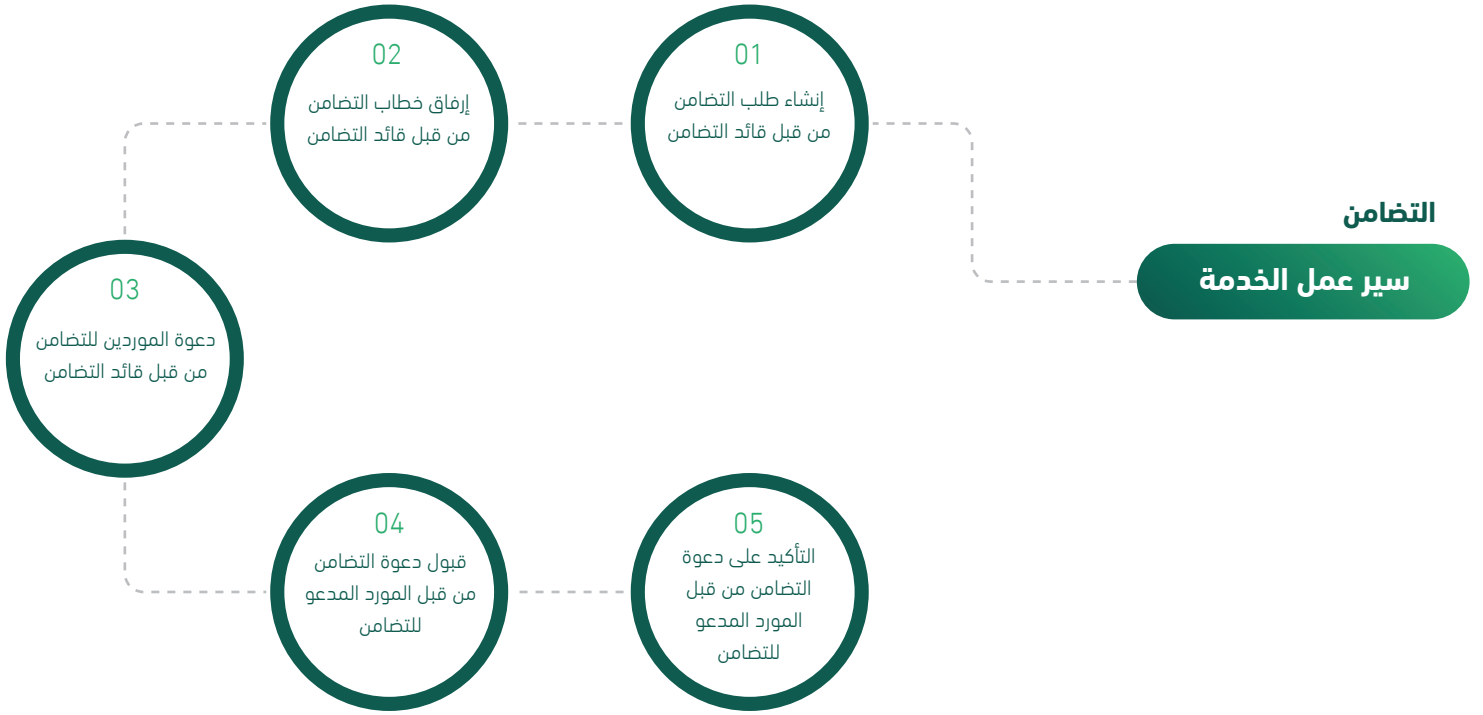 التضامن
سير عمل الخدمة
01
إنشاء طلب التضامن
من قبل قائد التضامن
02
إرفاق خطاب التضامن
من قبل قائد التضامن
03
دعوة الموردين للتضامن
من قبل قائد التضامن
04
قبول دعوة التضامن
من قبل المورد المدعو
للتضامن
05
التأكيد على دعوة
التضامن من قبل
المورد المدعو
للتضامن